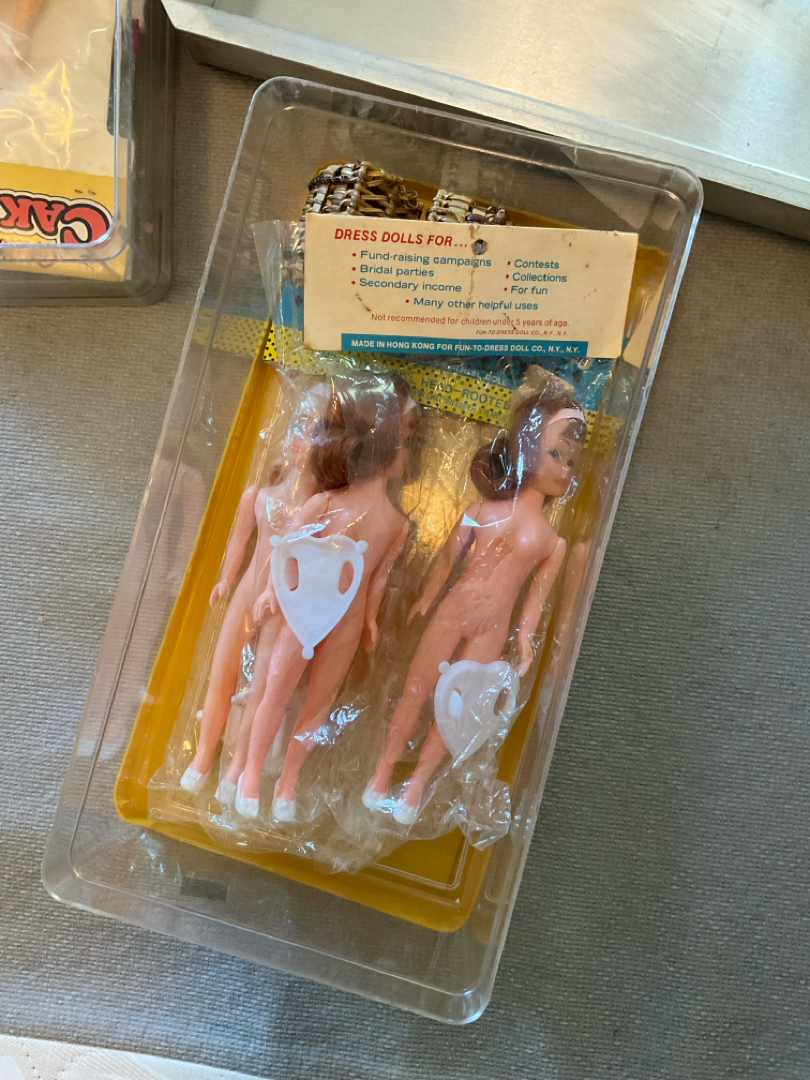 CAK
DRESS DOLLS FOR...
• Fund-raising campaigns
• Bridal parties
• Secondary income
• Contests
• Collections
• For fun
• Many other helpful uses
Not recommended for children under 5 years of age.
FUN-TO-DRESS DOLL CO., N.Y., N.Y.
MADE IN HONG KONG FOR FUN-TO-DRESS DOLL CO., N.Y., N.Y.
ROOTED